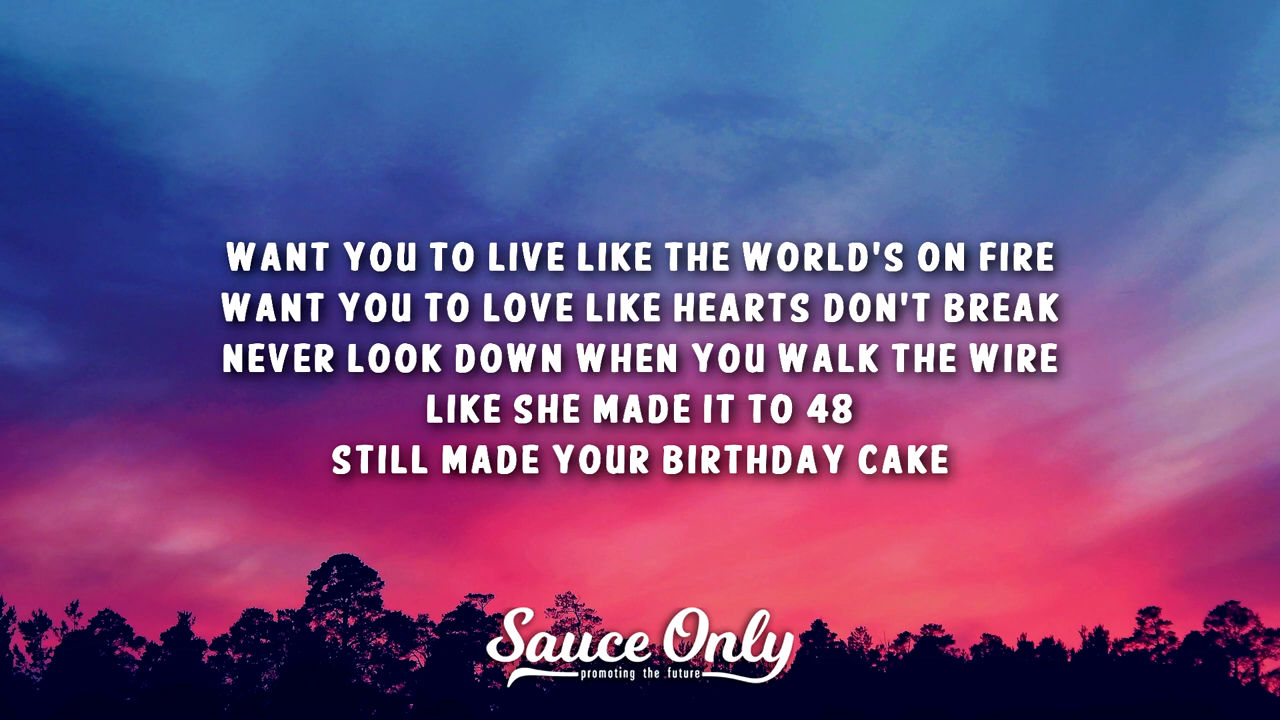 WANT YOU TO LIVE LIKE THE WORLD'S ON FIRE
WANT YOU TO LOVE LIKE HEARTS DON'T BREAK
NEVER LOOK DOWN WHEN YOU WALK THE WIRE
LIKE SHE MADE IT TO 48
STILL MADE YOUR BIRTHDAY CAKE
Sauce Only
promoting the future